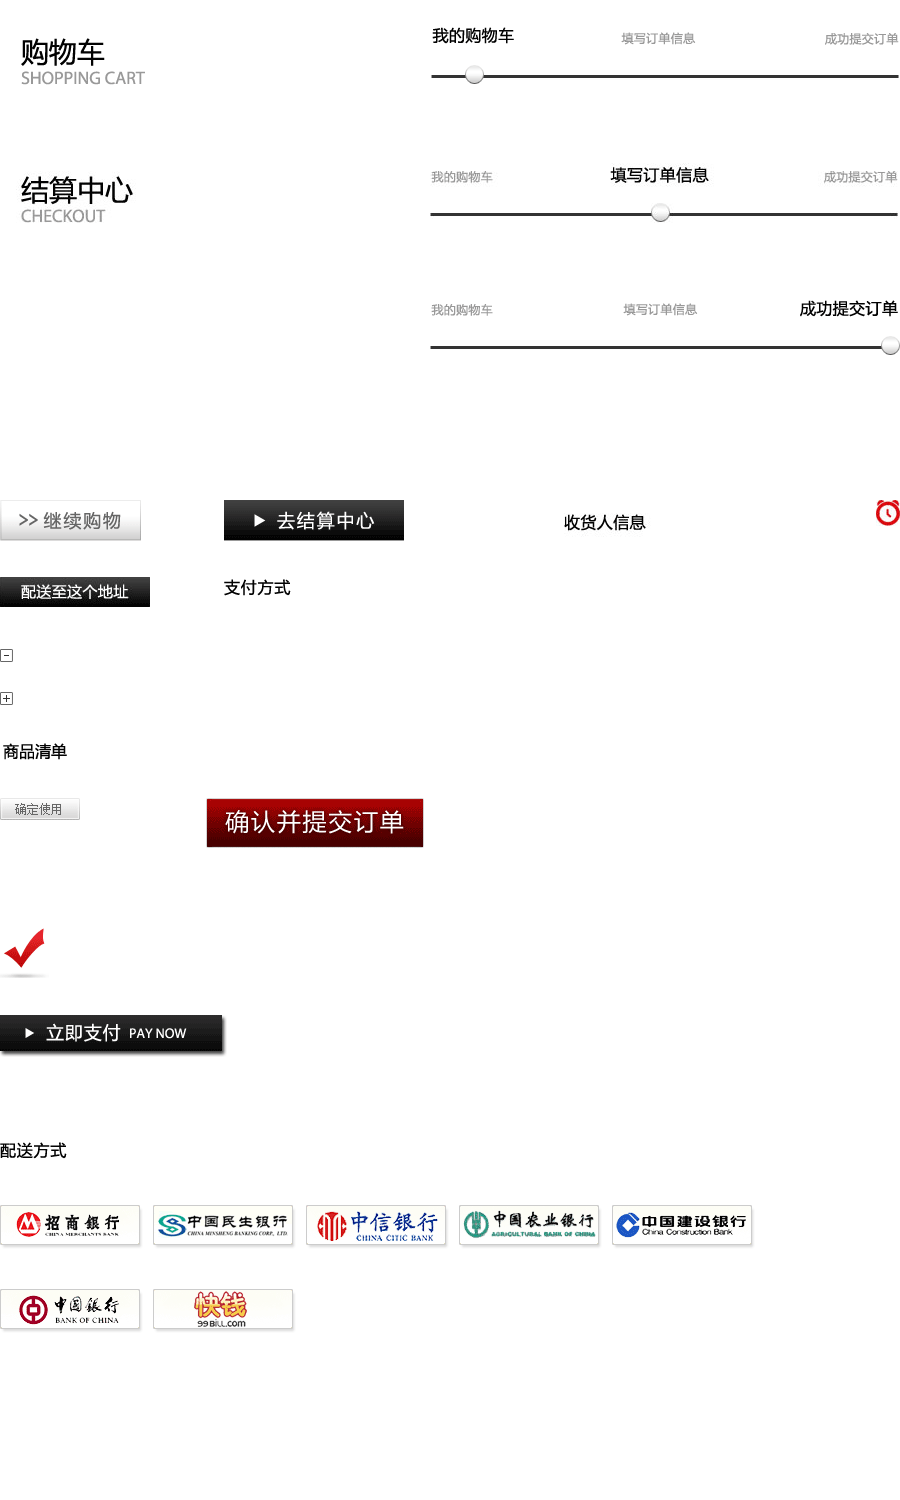 购物车
SHOPPING CART
我的购物车 填写订单信息 成功提交订单
结算中心
CHECKOUT
我的购物车 填写订单信息 成功提交订单
我的购物车 填写订单信息 成功提交订单
>> 继续购物
去结算中心
收货人信息
配送至这个地址
支付方式
商品清单
确定使用
确认并提交订单
立即支付 PAY NOW
配送方式
招商银行
CHINA MERCHANTS BANK
中国民生银行
CHINA MINSHENG BANKING CORP., LTD.
中信银行
CHINA CITIC BANK
中国农业银行
AGRICULTURAL BANK OF CHINA
中国建设银行
China Construction Bank
中国银行
BANK OF CHINA
快钱
99BiLL.com